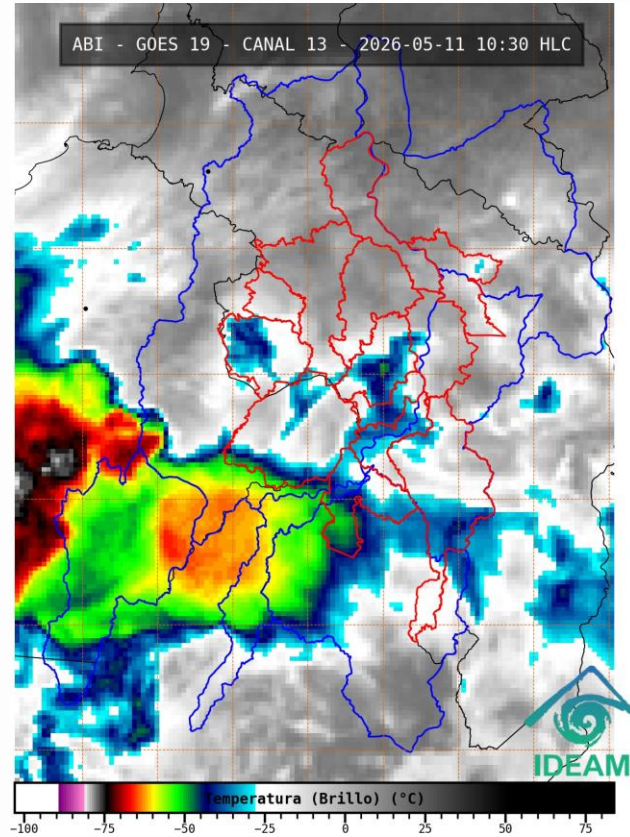 ABI - GOES 19 - CANAL 13 - 2026-05-11 10:30 HLC
IDEAM
Temperatura (Brillo) (°C)
−100 −75 −50 −25 0 25 50 75